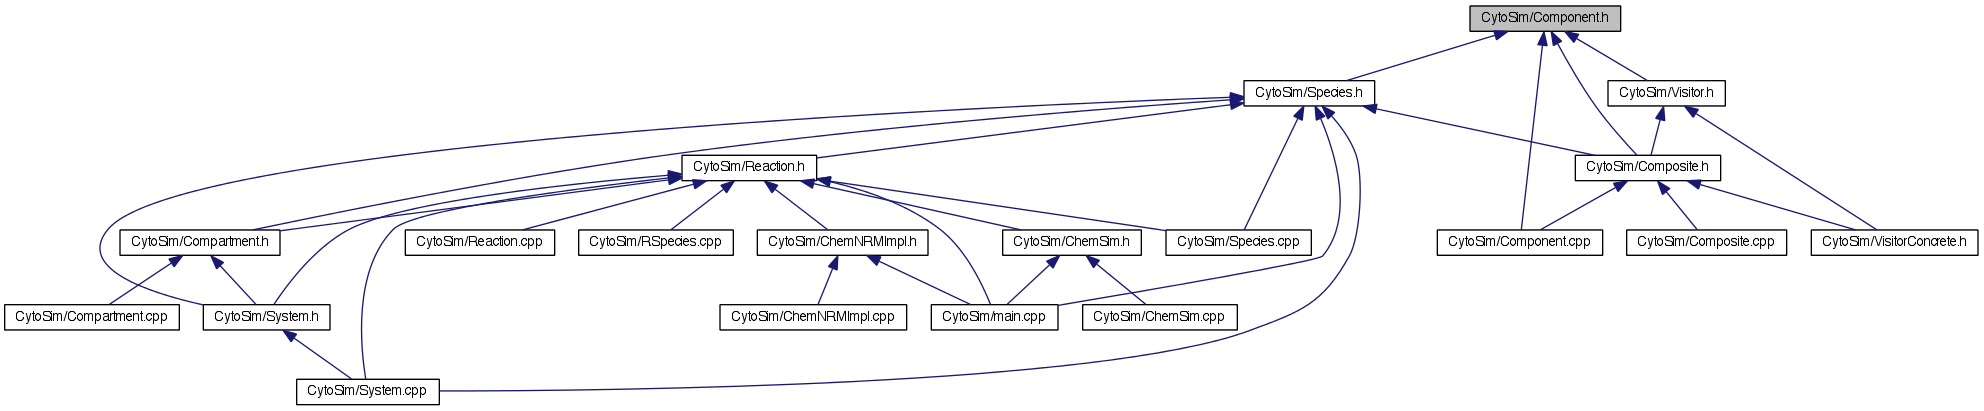 CytoSim/Component.h
CytoSim/Species.h
CytoSim/Visitor.h
CytoSim/Reaction.h
CytoSim/Composite.h
CytoSim/Compartment.h
CytoSim/Reaction.cpp
CytoSim/RSpecies.cpp
CytoSim/ChemNRMImpl.h
CytoSim/ChemSim.h
CytoSim/Species.cpp
CytoSim/Component.cpp
CytoSim/Composite.cpp
CytoSim/VisitorConcrete.h
CytoSim/Compartment.cpp
CytoSim/System.h
CytoSim/ChemNRMImpl.cpp
CytoSim/main.cpp
CytoSim/ChemSim.cpp
CytoSim/System.cpp